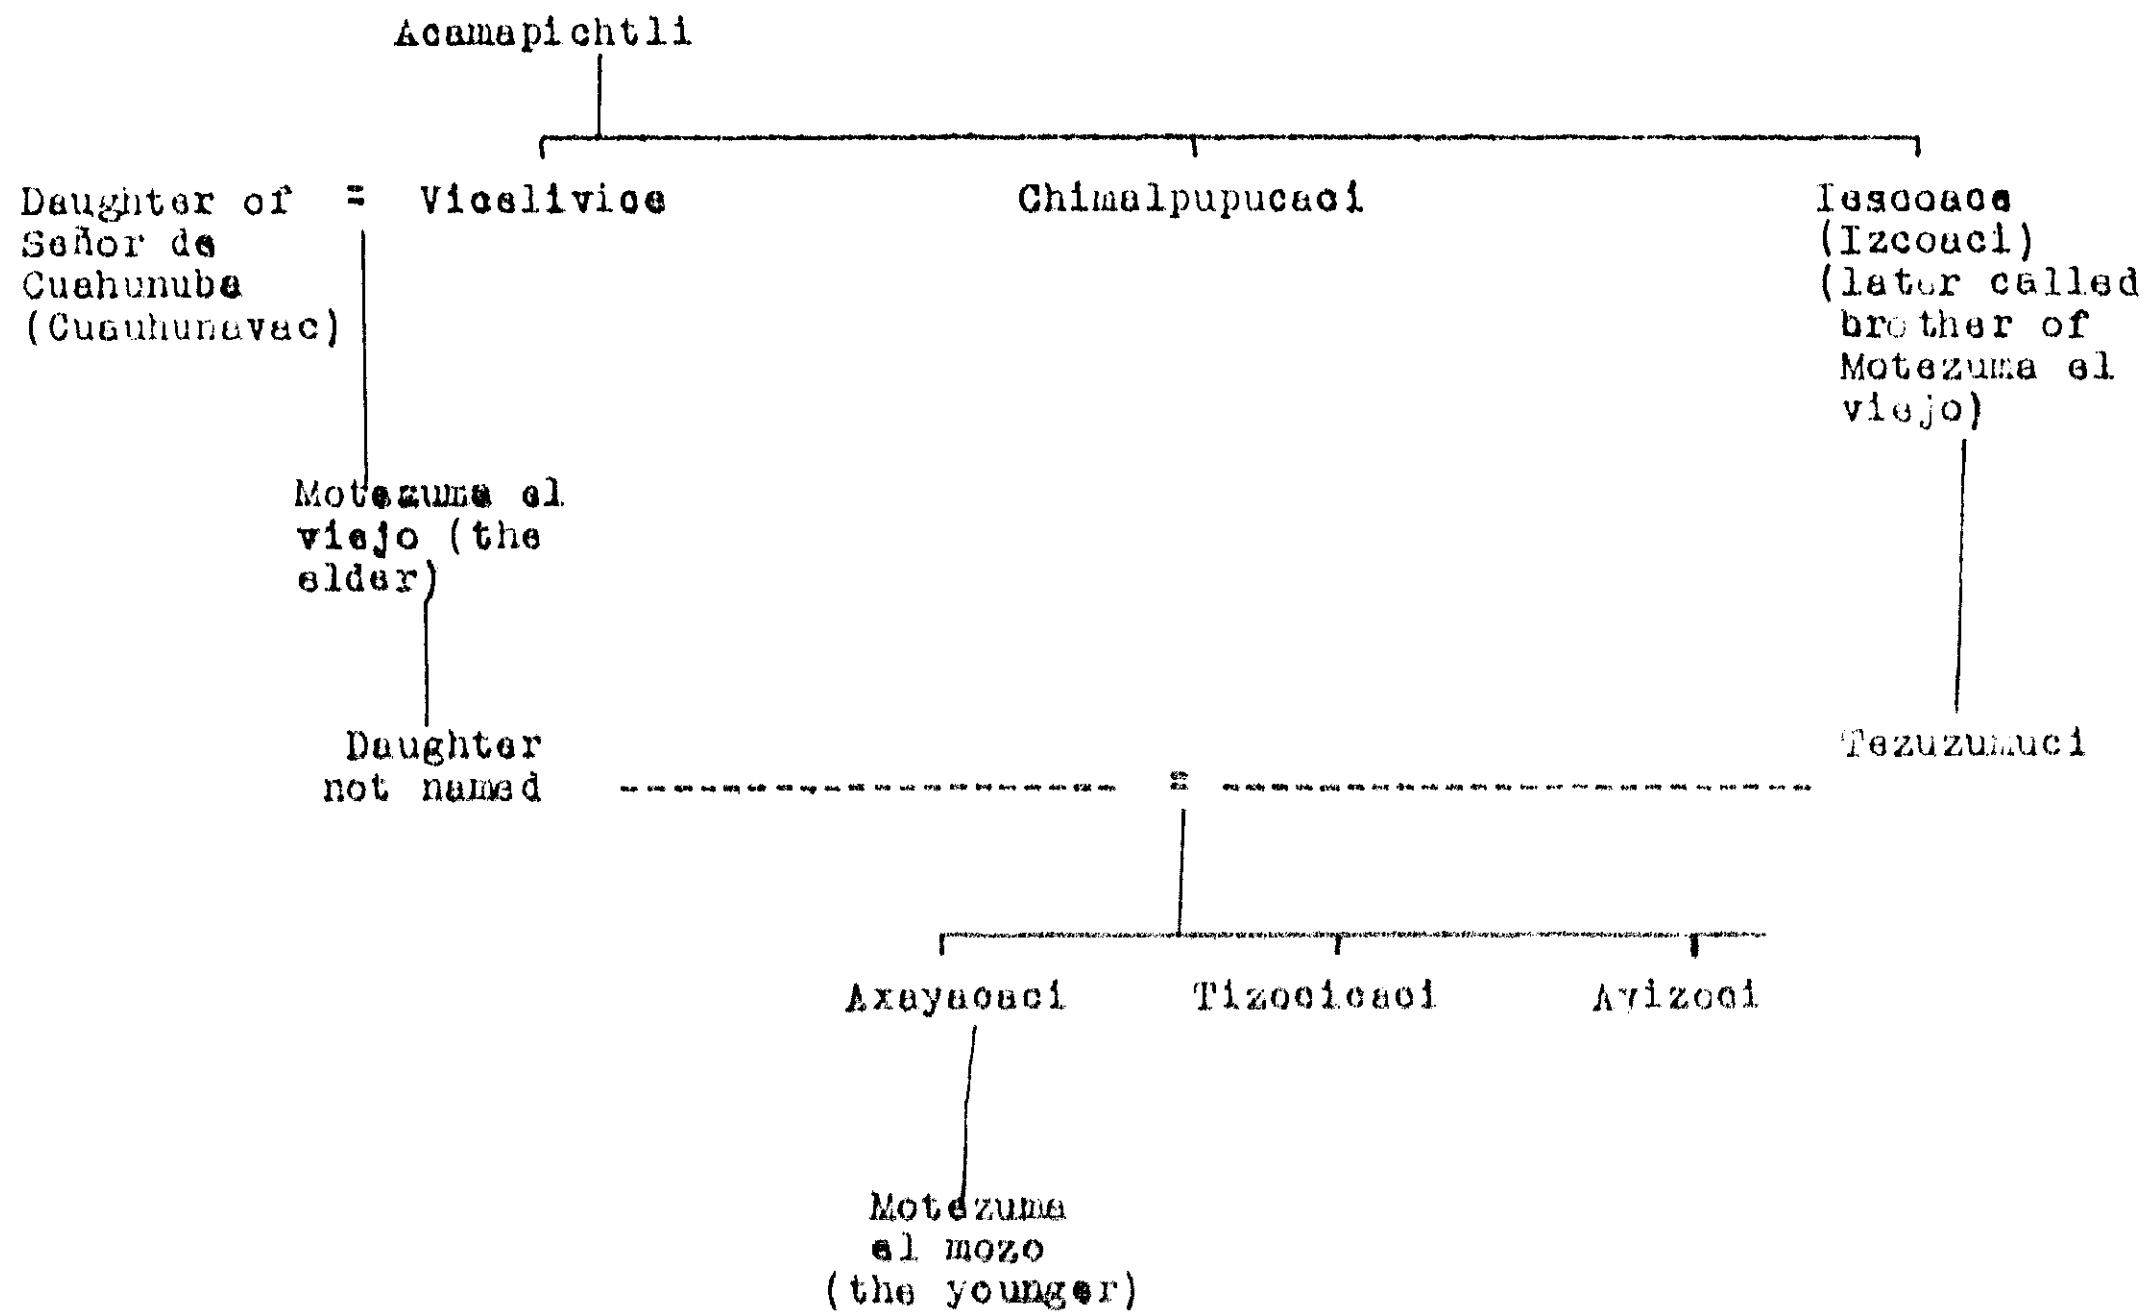 Acamapichtli
Daughter of = Vicelivice
Señor de
Cuahunube
(Cuauhunavac)
Chimalpupucaci
Iescoace
(Izcoaci)
(later called
brother of
Motezuma el
viejo)
Motezuma el
viejo (the
elder)
Daughter
not named
=
Tezuzumuci
Axayacaci
Tizocicaci
Avizoci
Motezuma
el mozo
(the younger)